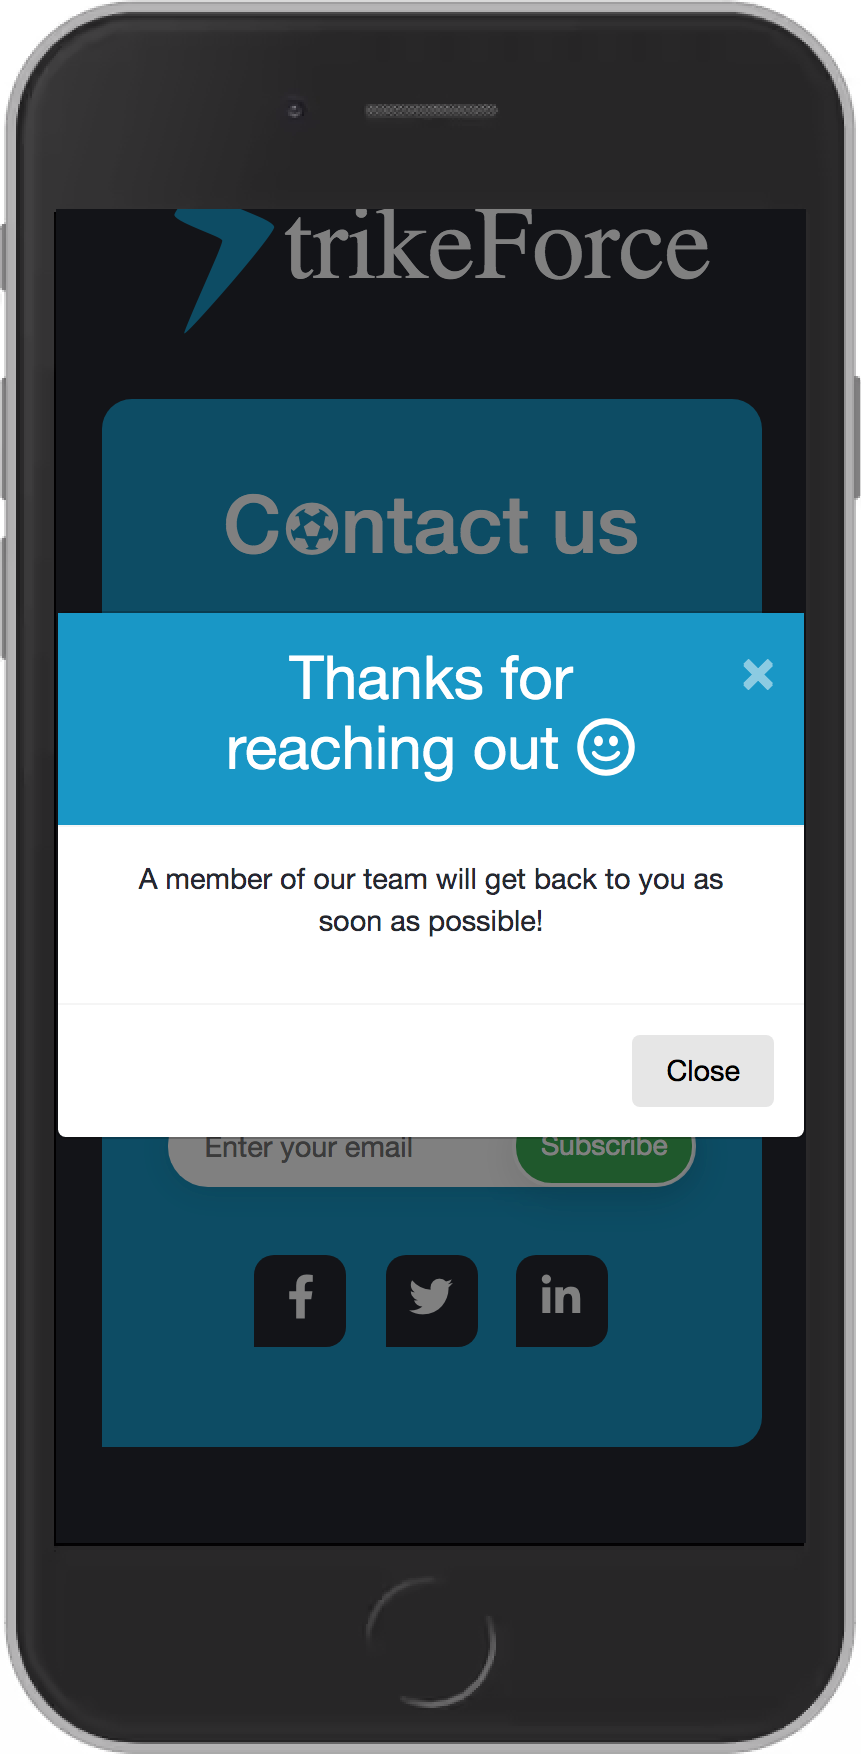 trikeForce
Contact us
Thanks for
reaching out
×
A member of our team will get back to you as
soon as possible!
Close
Enter your email
Subscribe
f
in